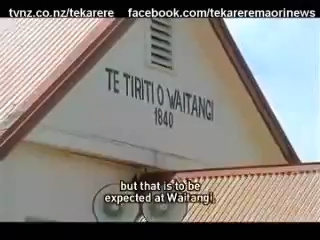 tvnz.co.nz/tekarere facebook.com/tekareremaorinews
TE TIRITI O WAITANGI
1840
but that is to be
expected at Waitangi,